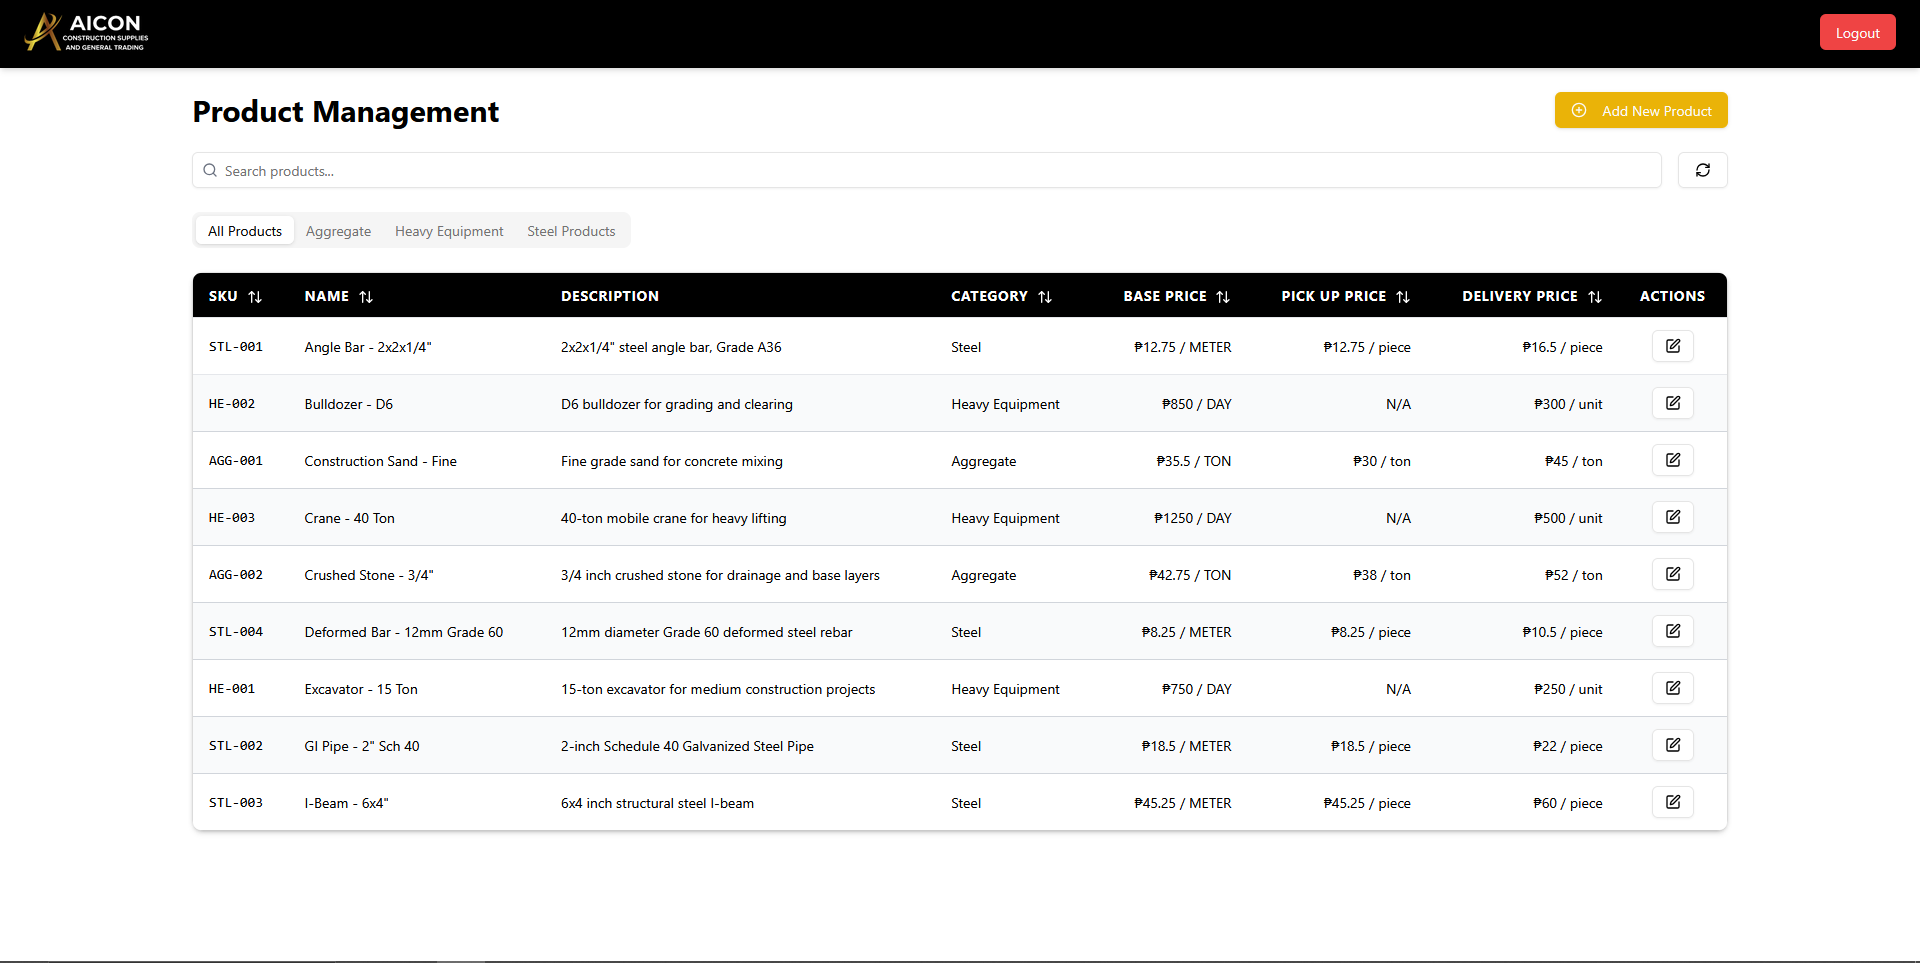 AICON
CONSTRUCTION SUPPLIES
AND GENERAL TRADING
Logout
Product Management
Add New Product
Search products...
All Products Aggregate Heavy Equipment Steel Products
SKU NAME DESCRIPTION CATEGORY BASE PRICE PICK UP PRICE DELIVERY PRICE ACTIONS
STL-001 Angle Bar - 2x2x1/4" 2x2x1/4" steel angle bar, Grade A36 Steel ₱12.75 / METER ₱12.75 / piece ₱16.5 / piece
HE-002 Bulldozer - D6 D6 bulldozer for grading and clearing Heavy Equipment ₱850 / DAY N/A ₱300 / unit
AGG-001 Construction Sand - Fine Fine grade sand for concrete mixing Aggregate ₱35.5 / TON ₱30 / ton ₱45 / ton
HE-003 Crane - 40 Ton 40-ton mobile crane for heavy lifting Heavy Equipment ₱1250 / DAY N/A ₱500 / unit
AGG-002 Crushed Stone - 3/4" 3/4 inch crushed stone for drainage and base layers Aggregate ₱42.75 / TON ₱38 / ton ₱52 / ton
STL-004 Deformed Bar - 12mm Grade 60 12mm diameter Grade 60 deformed steel rebar Steel ₱8.25 / METER ₱8.25 / piece ₱10.5 / piece
HE-001 Excavator - 15 Ton 15-ton excavator for medium construction projects Heavy Equipment ₱750 / DAY N/A ₱250 / unit
STL-002 GI Pipe - 2" Sch 40 2-inch Schedule 40 Galvanized Steel Pipe Steel ₱18.5 / METER ₱18.5 / piece ₱22 / piece
STL-003 I-Beam - 6x4" 6x4 inch structural steel I-beam Steel ₱45.25 / METER ₱45.25 / piece ₱60 / piece